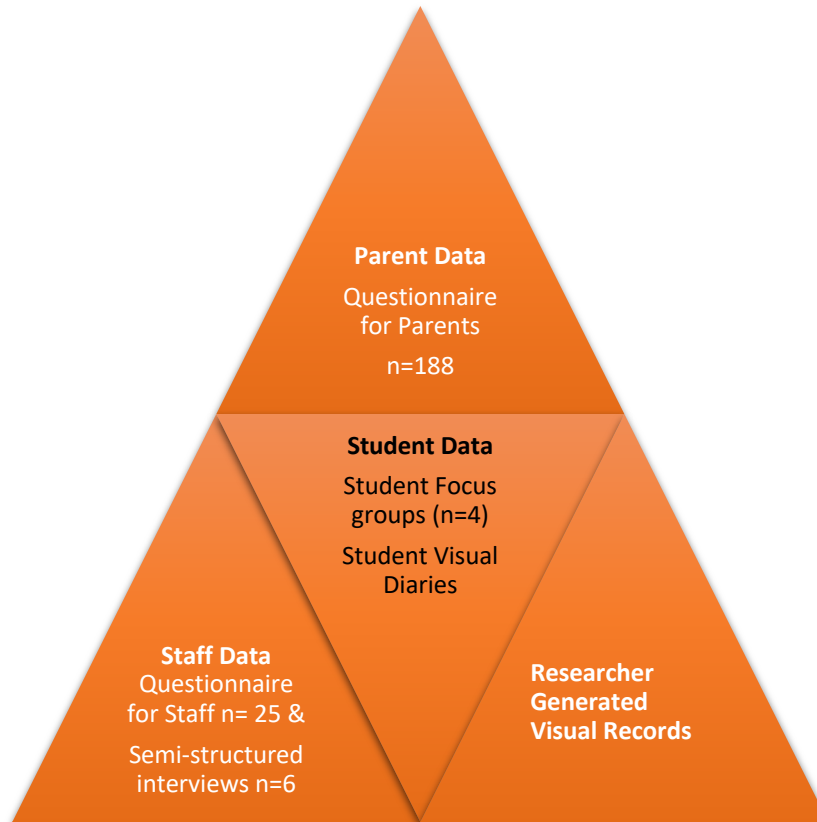 Parent Data
Questionnaire
for Parents
n=188
Student Data
Student Focus
groups (n=4)
Student Visual
Diaries
Staff Data
Questionnaire
for Staff n= 25 &
Semi-structured
interviews n=6
Researcher
Generated
Visual Records